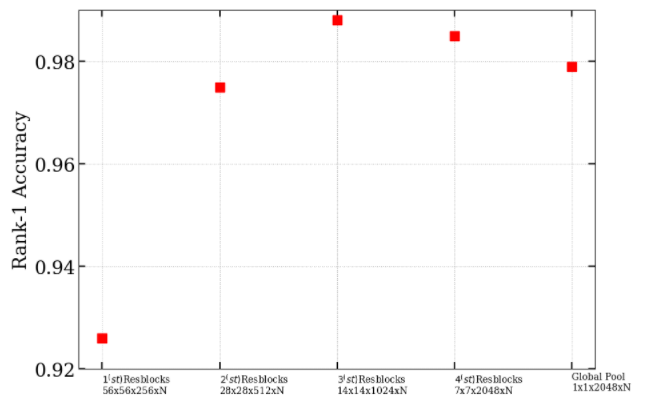 Rank-1 Accuracy
0.98
0.96
0.94
0.92
1⁽ˢᵗ⁾Resblocks
56x56x256xN
2⁽ˢᵗ⁾Resblocks
28x28x512xN
3⁽ˢᵗ⁾Resblocks
14x14x1024xN
4⁽ˢᵗ⁾Resblocks
7x7x2048xN
Global Pool
1x1x2048xN